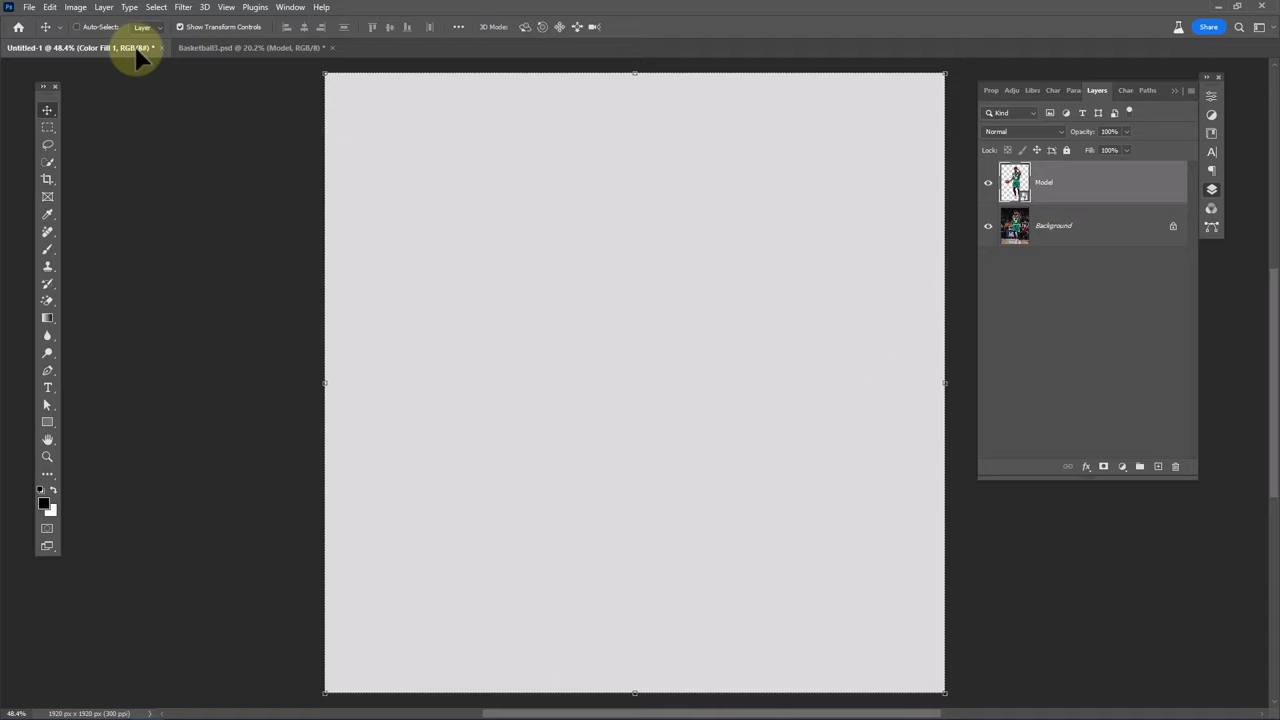 Ps File Edit Image Layer Type Select Filter 3D View Plugins Window Help
Auto-Select: Layer Show Transform Controls 3D Mode: Share
Untitled-1 @ 48.4% (Color Fill 1, RGB/8#) * × Basketball3.psd @ 20.2% (Model, RGB/8) * ×
Prop Adju Libra Char Para Layers Char Paths
Kind
Normal Opacity: 100%
Lock: Fill: 100%
Model
Background
48.4% 1920 px x 1920 px (300 ppi)